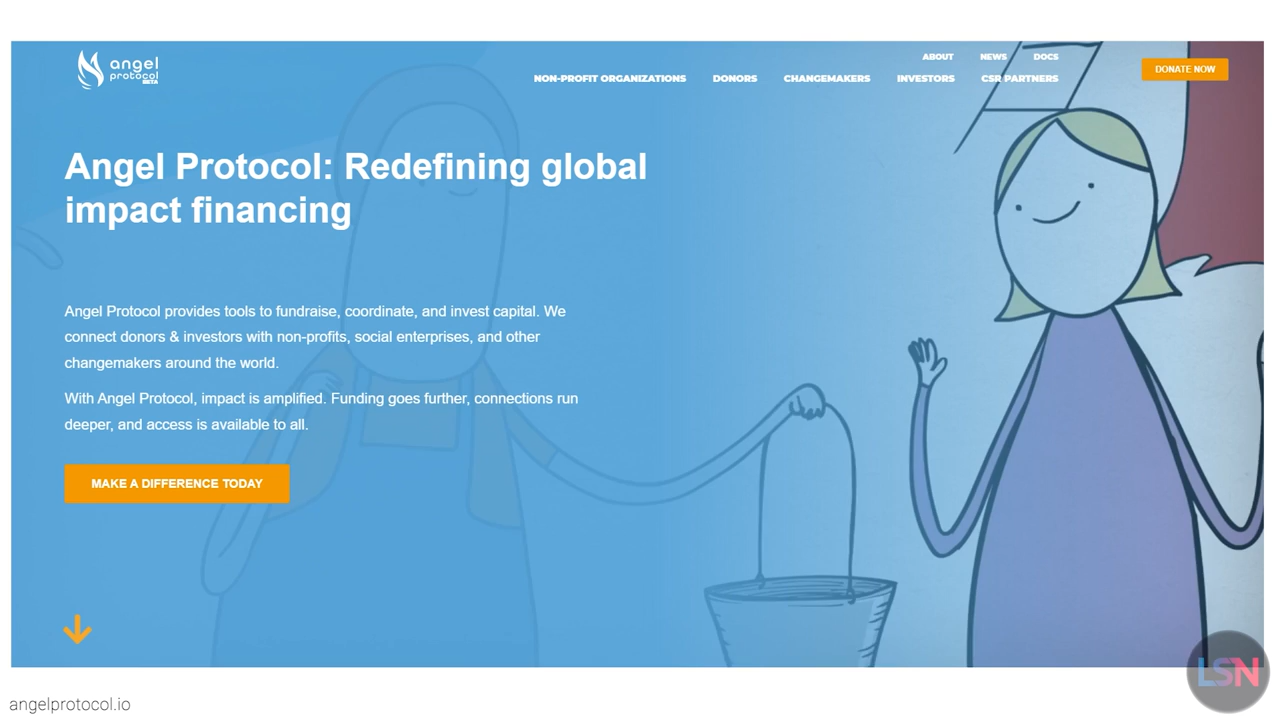 angel
protocol
BETA
ABOUT NEWS DOCS
NON-PROFIT ORGANIZATIONS DONORS CHANGEMAKERS INVESTORS CSR PARTNERS
DONATE NOW
Angel Protocol: Redefining global
impact financing
Angel Protocol provides tools to fundraise, coordinate, and invest capital. We
connect donors & investors with non-profits, social enterprises, and other
changemakers around the world.
With Angel Protocol, impact is amplified. Funding goes further, connections run
deeper, and access is available to all.
MAKE A DIFFERENCE TODAY
LSN
angelprotocol.io